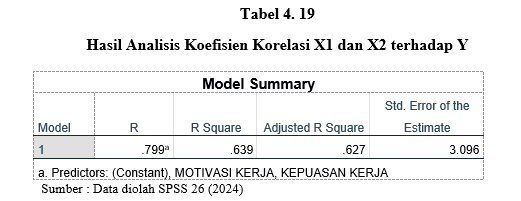 Tabel 4. 19
Hasil Analisis Koefisien Korelasi X1 dan X2 terhadap Y
Model Summary
Std. Error of the
Model R R Square Adjusted R Square Estimate
1 .799ᵃ .639 .627 3.096
a. Predictors: (Constant), MOTIVASI KERJA, KEPUASAN KERJA
Sumber : Data diolah SPSS 26 (2024)